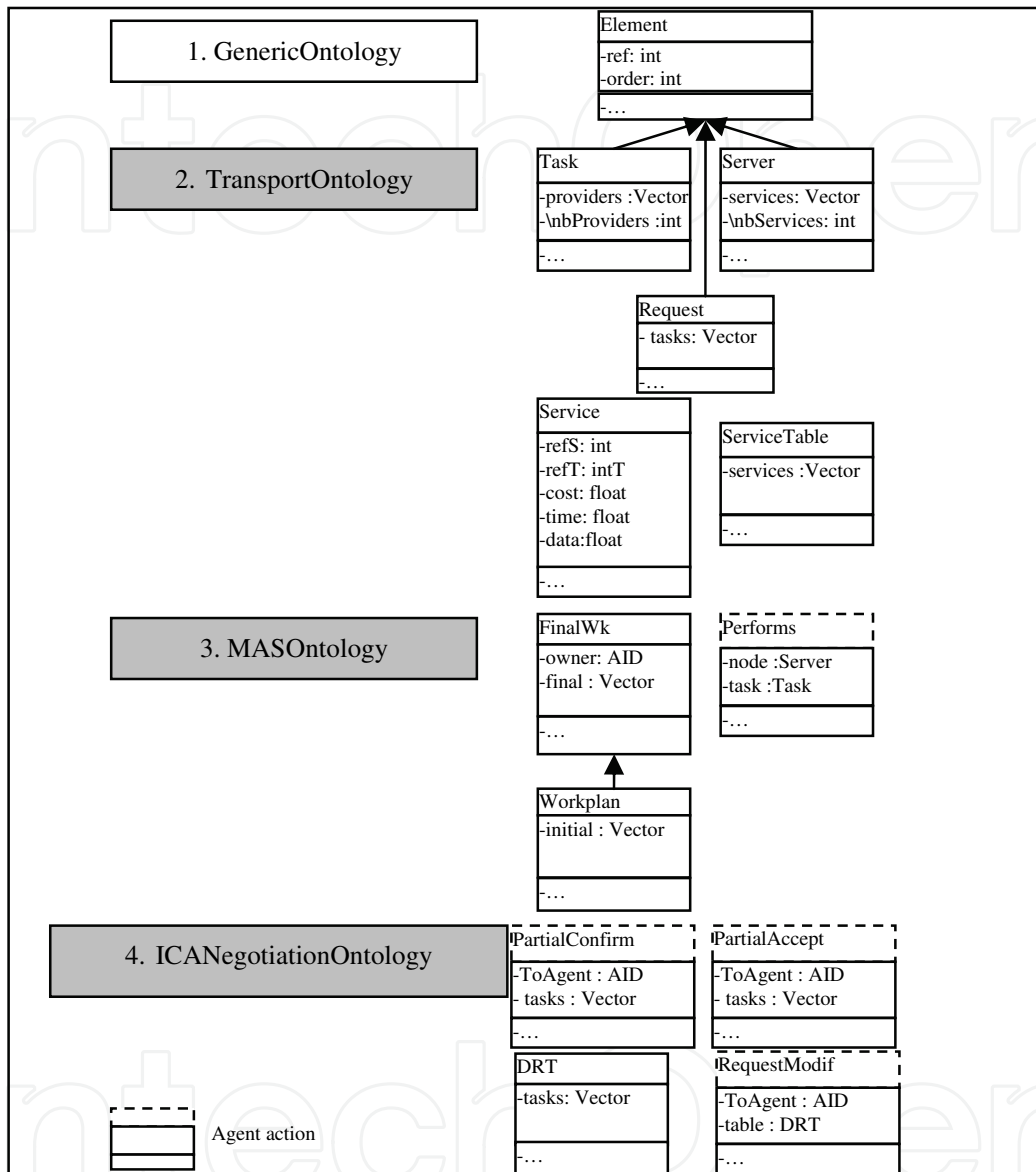 Element
1. GenericOntology
-ref: int
-order: int
-...
2. TransportOntology
Task
-providers :Vector
-\nbProviders :int
-...
Server
-services: Vector
-\nbServices: int
-...
Request
- tasks: Vector
-...
Service
-refS: int
-refT: intT
-cost: float
-time: float
-data:float
-...
ServiceTable
-services :Vector
-...
3. MASOntology
FinalWk
-owner: AID
-final : Vector
-...
Performs
-node :Server
-task :Task
-...
Workplan
-initial : Vector
-...
4. ICANegotiationOntology
PartialConfirm
-ToAgent : AID
- tasks : Vector
-...
PartialAccept
-ToAgent : AID
- tasks : Vector
-...
DRT
-tasks: Vector
-...
RequestModif
-ToAgent : AID
-table : DRT
-...
Agent action
ntechOpen
ntechOpen